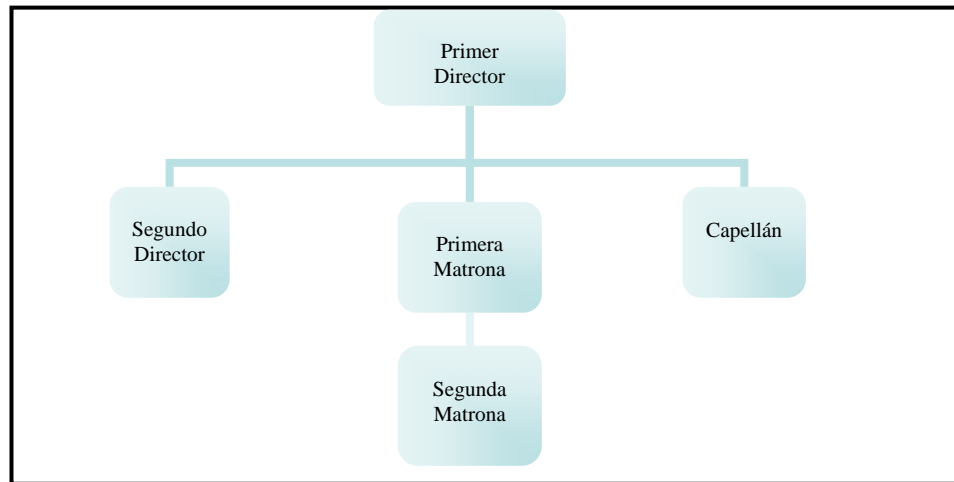 Primer
Director
Segundo
Director
Primera
Matrona
Capellán
Segunda
Matrona